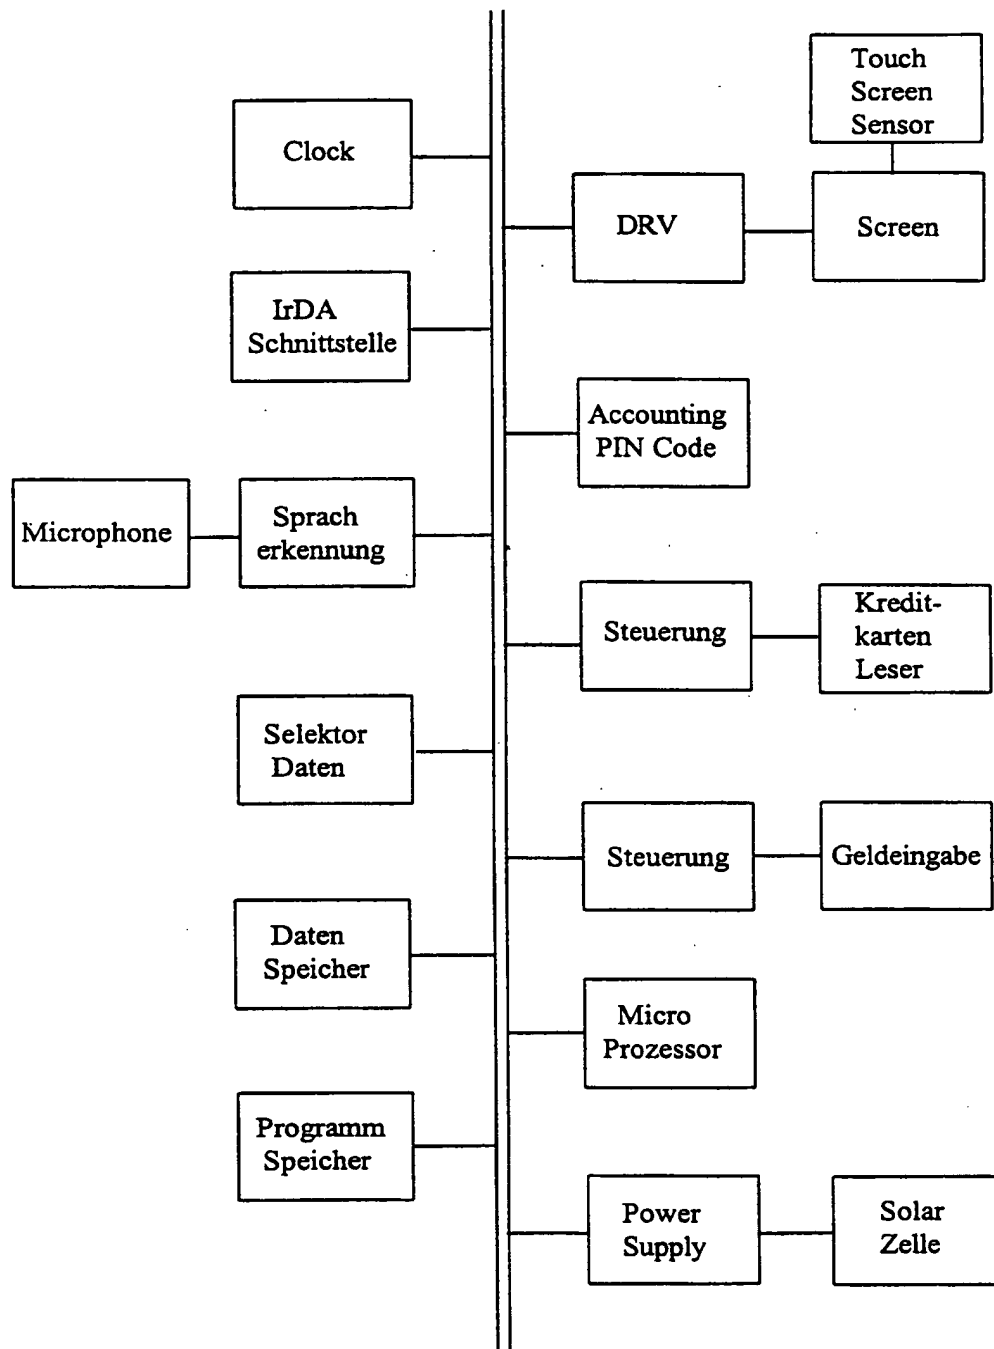 Touch
Screen
Sensor
Clock
DRV
Screen
IrDA
Schnittstelle
Accounting
PIN Code
Microphone
Sprach
erkennung
Steuerung
Kredit-
karten
Leser
Selektor
Daten
Steuerung
Geldeingabe
Daten
Speicher
Micro
Prozessor
Programm
Speicher
Power
Supply
Solar
Zelle